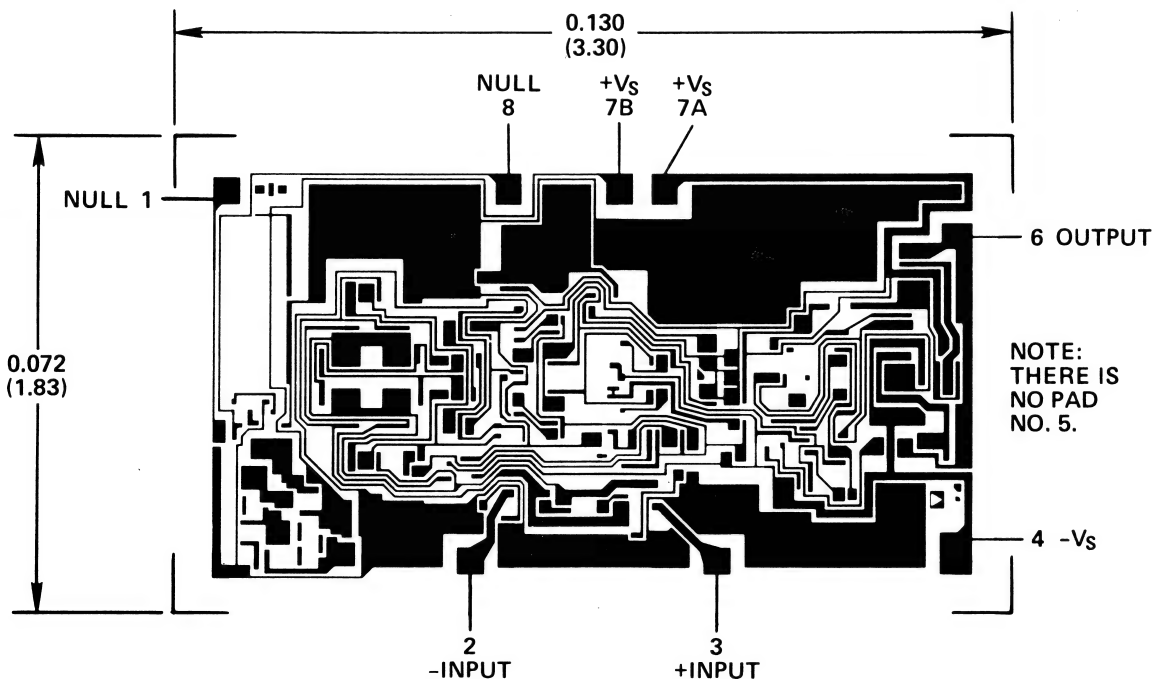 0.130
(3.30)
NULL
8
+VS
7B
+VS
7A
NULL 1
6 OUTPUT
0.072
(1.83)
NOTE:
THERE IS
NO PAD
NO. 5.
4 -VS
2
-INPUT
3
+INPUT